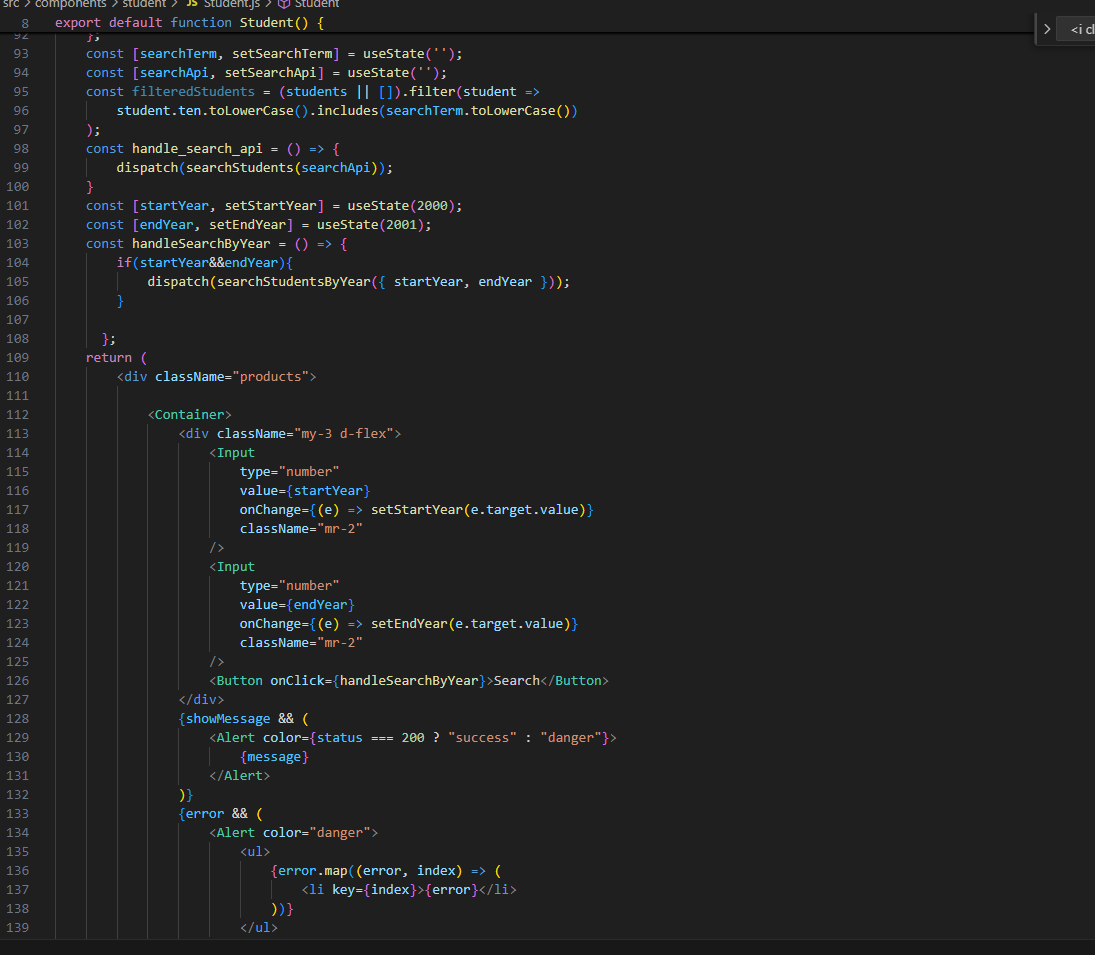 src > components > student > JS Student.js > Student
8 export default function Student() {
92 };
93 const [searchTerm, setSearchTerm] = useState('');
94 const [searchApi, setSearchApi] = useState('');
95 const filteredStudents = (students || []).filter(student =>
96 student.ten.toLowerCase().includes(searchTerm.toLowerCase())
97 );
98 const handle_search_api = () => {
99 dispatch(searchStudents(searchApi));
100 }
101 const [startYear, setStartYear] = useState(2000);
102 const [endYear, setEndYear] = useState(2001);
103 const handleSearchByYear = () => {
104 if(startYear&&endYear){
105 dispatch(searchStudentsByYear({ startYear, endYear }));
106 }
107
108 };
109 return (
110 <div className="products">
111
112 <Container>
113 <div className="my-3 d-flex">
114 <Input
115 type="number"
116 value={startYear}
117 onChange={(e) => setStartYear(e.target.value)}
118 className="mr-2"
119 />
120 <Input
121 type="number"
122 value={endYear}
123 onChange={(e) => setEndYear(e.target.value)}
124 className="mr-2"
125 />
126 <Button onClick={handleSearchByYear}>Search</Button>
127 </div>
128 {showMessage && (
129 <Alert color={status === 200 ? "success" : "danger"}>
130 {message}
131 </Alert>
132 )}
133 {error && (
134 <Alert color="danger">
135 <ul>
136 {error.map((error, index) => (
137 <li key={index}>{error}</li>
138 ))}
139 </ul>
<i cl